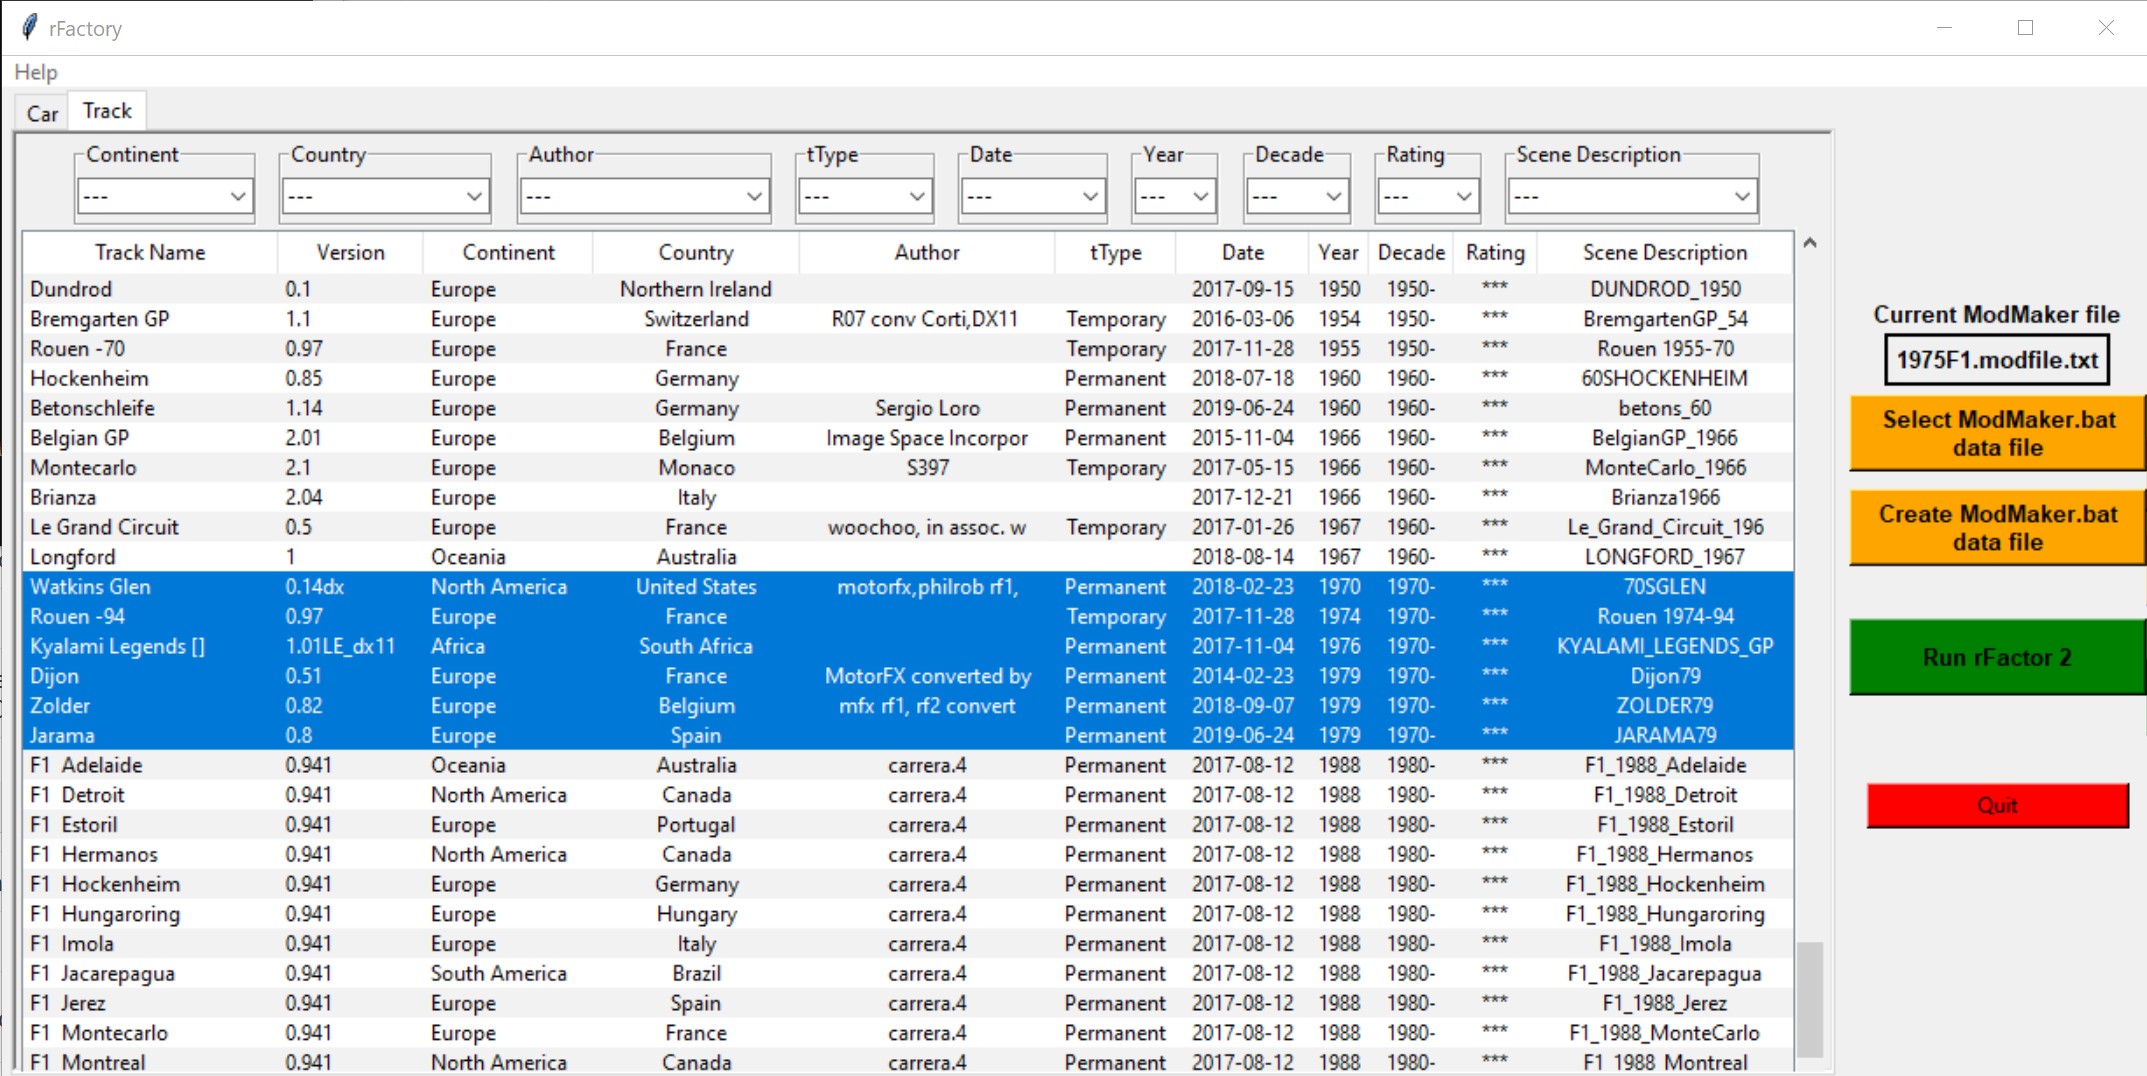 rFactory
Help
Car Track
Continent Country Author tType Date Year Decade Rating Scene Description
--- --- --- --- --- --- --- --- ---
Track Name Version Continent Country Author tType Date Year Decade Rating Scene Description
Dundrod 0.1 Europe Northern Ireland 2017-09-15 1950 1950- *** DUNDROD_1950
Bremgarten GP 1.1 Europe Switzerland R07 conv Corti,DX11 Temporary 2016-03-06 1954 1950- *** BremgartenGP_54
Rouen -70 0.97 Europe France Temporary 2017-11-28 1955 1950- *** Rouen 1955-70
Hockenheim 0.85 Europe Germany Permanent 2018-07-18 1960 1960- *** 60SHOCKENHEIM
Betonschleife 1.14 Europe Germany Sergio Loro Permanent 2019-06-24 1960 1960- *** betons_60
Belgian GP 2.01 Europe Belgium Image Space Incorpor Permanent 2015-11-04 1966 1960- *** BelgianGP_1966
Montecarlo 2.1 Europe Monaco S397 Temporary 2017-05-15 1966 1960- *** MonteCarlo_1966
Brianza 2.04 Europe Italy 2017-12-21 1966 1960- *** Brianza1966
Le Grand Circuit 0.5 Europe France woochoo, in assoc. w Temporary 2017-01-26 1967 1960- *** Le_Grand_Circuit_196
Longford 1 Oceania Australia 2018-08-14 1967 1960- *** LONGFORD_1967
Watkins Glen 0.14dx North America United States motorfx,philrob rf1, Permanent 2018-02-23 1970 1970- *** 70SGLEN
Rouen -94 0.97 Europe France Temporary 2017-11-28 1974 1970- *** Rouen 1974-94
Kyalami Legends [] 1.01LE_dx11 Africa South Africa Permanent 2017-11-04 1976 1970- *** KYALAMI_LEGENDS_GP
Dijon 0.51 Europe France MotorFX converted by Permanent 2014-02-23 1979 1970- *** Dijon79
Zolder 0.82 Europe Belgium mfx rf1, rf2 convert Permanent 2018-09-07 1979 1970- *** ZOLDER79
Jarama 0.8 Europe Spain Permanent 2019-06-24 1979 1970- *** JARAMA79
F1 Adelaide 0.941 Oceania Australia carrera.4 Permanent 2017-08-12 1988 1980- *** F1_1988_Adelaide
F1 Detroit 0.941 North America Canada carrera.4 Permanent 2017-08-12 1988 1980- *** F1_1988_Detroit
F1 Estoril 0.941 Europe Portugal carrera.4 Permanent 2017-08-12 1988 1980- *** F1_1988_Estoril
F1 Hermanos 0.941 North America Canada carrera.4 Permanent 2017-08-12 1988 1980- *** F1_1988_Hermanos
F1 Hockenheim 0.941 Europe Germany carrera.4 Permanent 2017-08-12 1988 1980- *** F1_1988_Hockenheim
F1 Hungaroring 0.941 Europe Hungary carrera.4 Permanent 2017-08-12 1988 1980- *** F1_1988_Hungaroring
F1 Imola 0.941 Europe Italy carrera.4 Permanent 2017-08-12 1988 1980- *** F1_1988_Imola
F1 Jacarepagua 0.941 South America Brazil carrera.4 Permanent 2017-08-12 1988 1980- *** F1_1988_Jacarepagua
F1 Jerez 0.941 Europe Spain carrera.4 Permanent 2017-08-12 1988 1980- *** F1_1988_Jerez
F1 Montecarlo 0.941 Europe France carrera.4 Permanent 2017-08-12 1988 1980- *** F1_1988_MonteCarlo
F1 Montreal 0.941 North America Canada carrera.4 Permanent 2017-08-12 1988 1980- *** F1 1988 Montreal
Current ModMaker file
1975F1.modfile.txt
Select ModMaker.bat
data file
Create ModMaker.bat
data file
Run rFactor 2
Quit